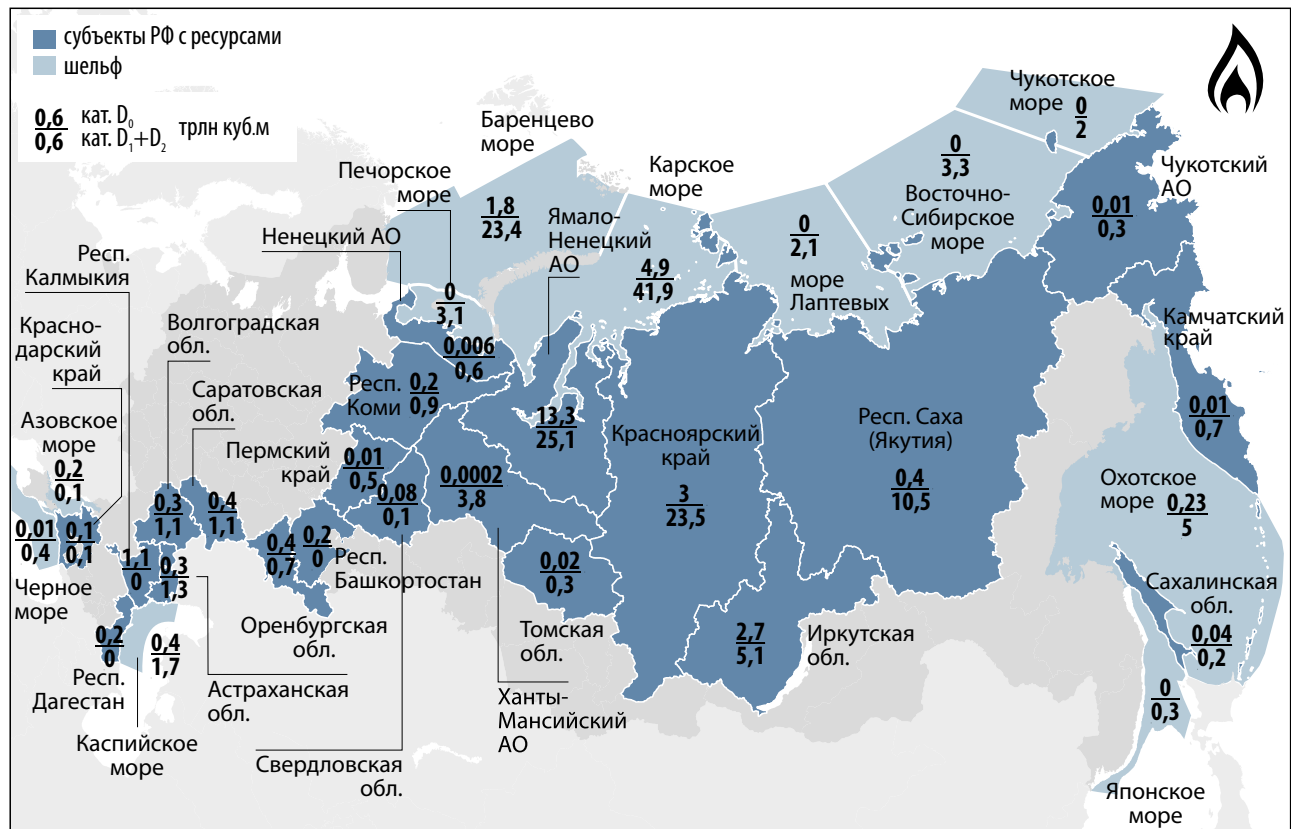 субъекты РФ с ресурсами
шельф
0,6 кат. D₀
0,6 кат. D₁+D₂
трлн куб.м
Чукотское
море
0
2
Баренцево
море
1,8
23,4
Печорское
море
0
3,1
Карское
море
4,9
41,9
0
3,3
Восточно-
Сибирское
море
Чукотский
АО
0,01
0,3
Ямало-
Ненецкий
АО
13,3
25,1
0
2,1
море
Лаптевых
Ненецкий АО
0,006
0,6
Респ.
Калмыкия
1,1
0
Красно-
дарский
край
0,1
0,1
Волгоградская
обл.
0,3
1,1
Саратовская
обл.
0,4
1,1
Азовское
море
0,2
0,1
0,01
0,4
Черное
море
Респ.
Коми
0,2
0,9
Пермский
край
0,01
0,5
0,08
0,1
0,0002
3,8
Красноярский
край
3
23,5
Респ. Саха
(Якутия)
0,4
10,5
Камчатский
край
0,01
0,7
Охотское
море
0,23
5
Сахалинская
обл.
0,04
0,2
0
0,3
Японское
море
0,4
0,7
0,2
0
Респ.
Башкортостан
0,02
0,3
Томская
обл.
2,7
5,1
Иркутская
обл.
0,3
1,3
0,2
0
Респ.
Дагестан
0,4
1,7
Каспийское
море
Оренбургская
обл.
Астраханская
обл.
Свердловская
обл.
Ханты-
Мансийский
АО